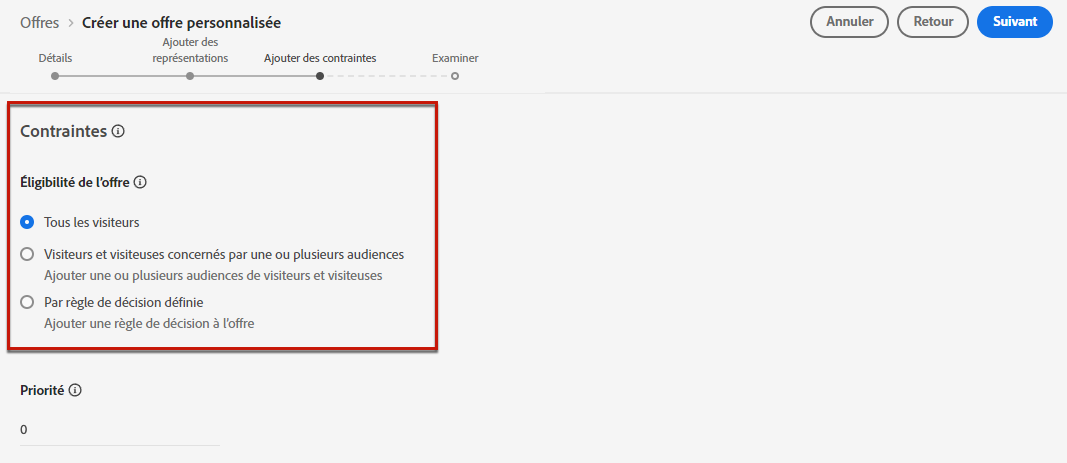 Offres > Créer une offre personnalisée
Annuler
Retour
Suivant
Détails
Ajouter des
représentations
Ajouter des contraintes
Examiner
Contraintes
Éligibilité de l'offre
Tous les visiteurs
Visiteurs et visiteuses concernés par une ou plusieurs audiences
Ajouter une ou plusieurs audiences de visiteurs et visiteuses
Par règle de décision définie
Ajouter une règle de décision à l'offre
Priorité
0